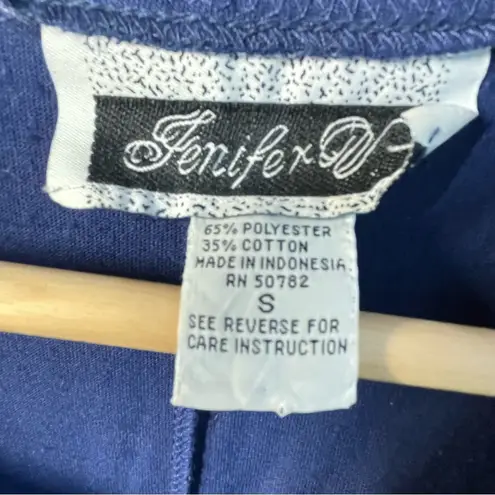 Jenifer W
65% POLYESTER
35% COTTON
MADE IN INDONESIA
RN 50782
S
SEE REVERSE FOR
CARE INSTRUCTION